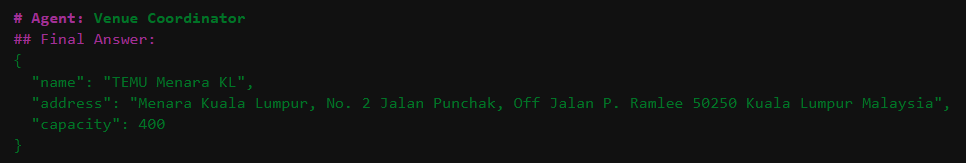 # Agent: Venue Coordinator
## Final Answer:
{
  "name": "TEMU Menara KL",
  "address": "Menara Kuala Lumpur, No. 2 Jalan Punchak, Off Jalan P. Ramlee 50250 Kuala Lumpur Malaysia",
  "capacity": 400
}